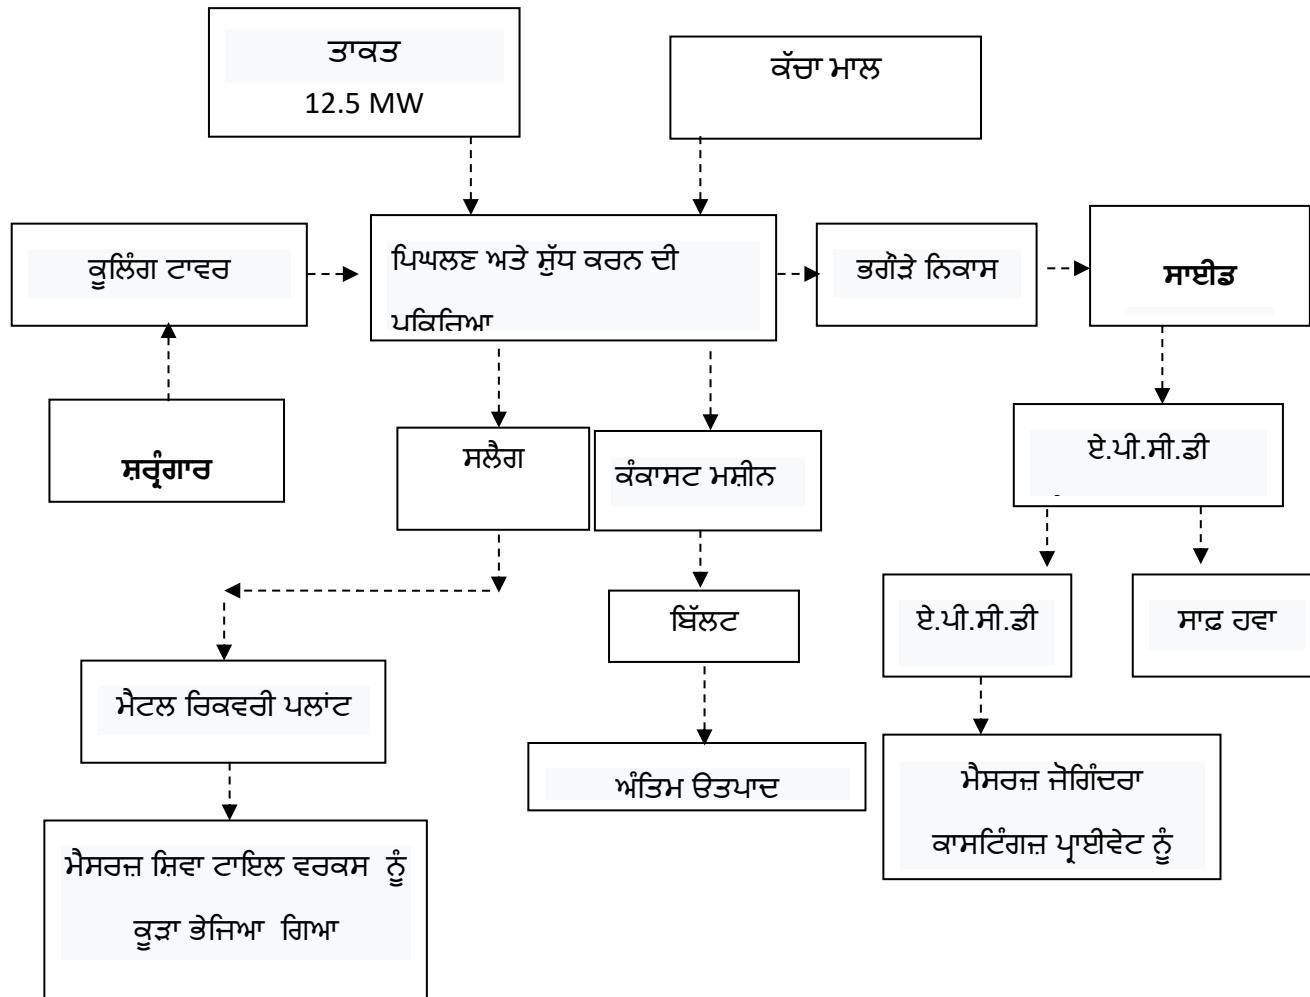 ਤਾਕਤ
12.5 MW
ਕੱਚਾ ਮਾਲ
ਕੂਲਿੰਗ ਟਾਵਰ
ਪਿਘਲਣ ਅਤੇ ਸ਼ੁੱਧ ਕਰਨ ਦੀ
ਪ੍ਰਕਿਰਿਆ
ਭਗੌੜੇ ਨਿਕਾਸ
ਸਾਈਡ
ਸ਼ਰ੍ਰੰਗਾਰ
ਸਲੈਗ
ਕੰਕਾਸਟ ਮਸ਼ੀਨ
ਏ.ਪੀ.ਸੀ.ਡੀ
ਬਿੱਲਟ
ਏ.ਪੀ.ਸੀ.ਡੀ
ਸਾਫ਼ ਹਵਾ
ਮੈਟਲ ਰਿਕਵਰੀ ਪਲਾਂਟ
ਅੰਤਿਮ ਉਤਪਾਦ
ਮੈਸਰਜ਼ ਜੋਗਿੰਦਰਾ
ਕਾਸਟਿੰਗਜ਼ ਪ੍ਰਾਈਵੇਟ ਨੂੰ
ਮੈਸਰਜ਼ ਸ਼ਿਵਾ ਟਾਇਲ ਵਰਕਸ ਨੂੰ
ਕੂੜਾ ਭੇਜਿਆ ਗਿਆ